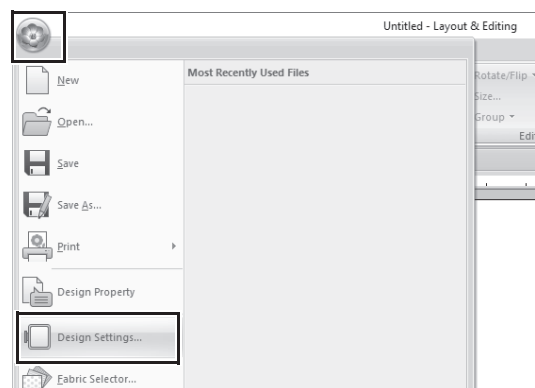 Untitled - Layout & Editing
New
Most Recently Used Files
Rotate/Flip
Size...
Open...
Group
Save
Save As...
Print
Design Property
Design Settings...
Fabric Selector...